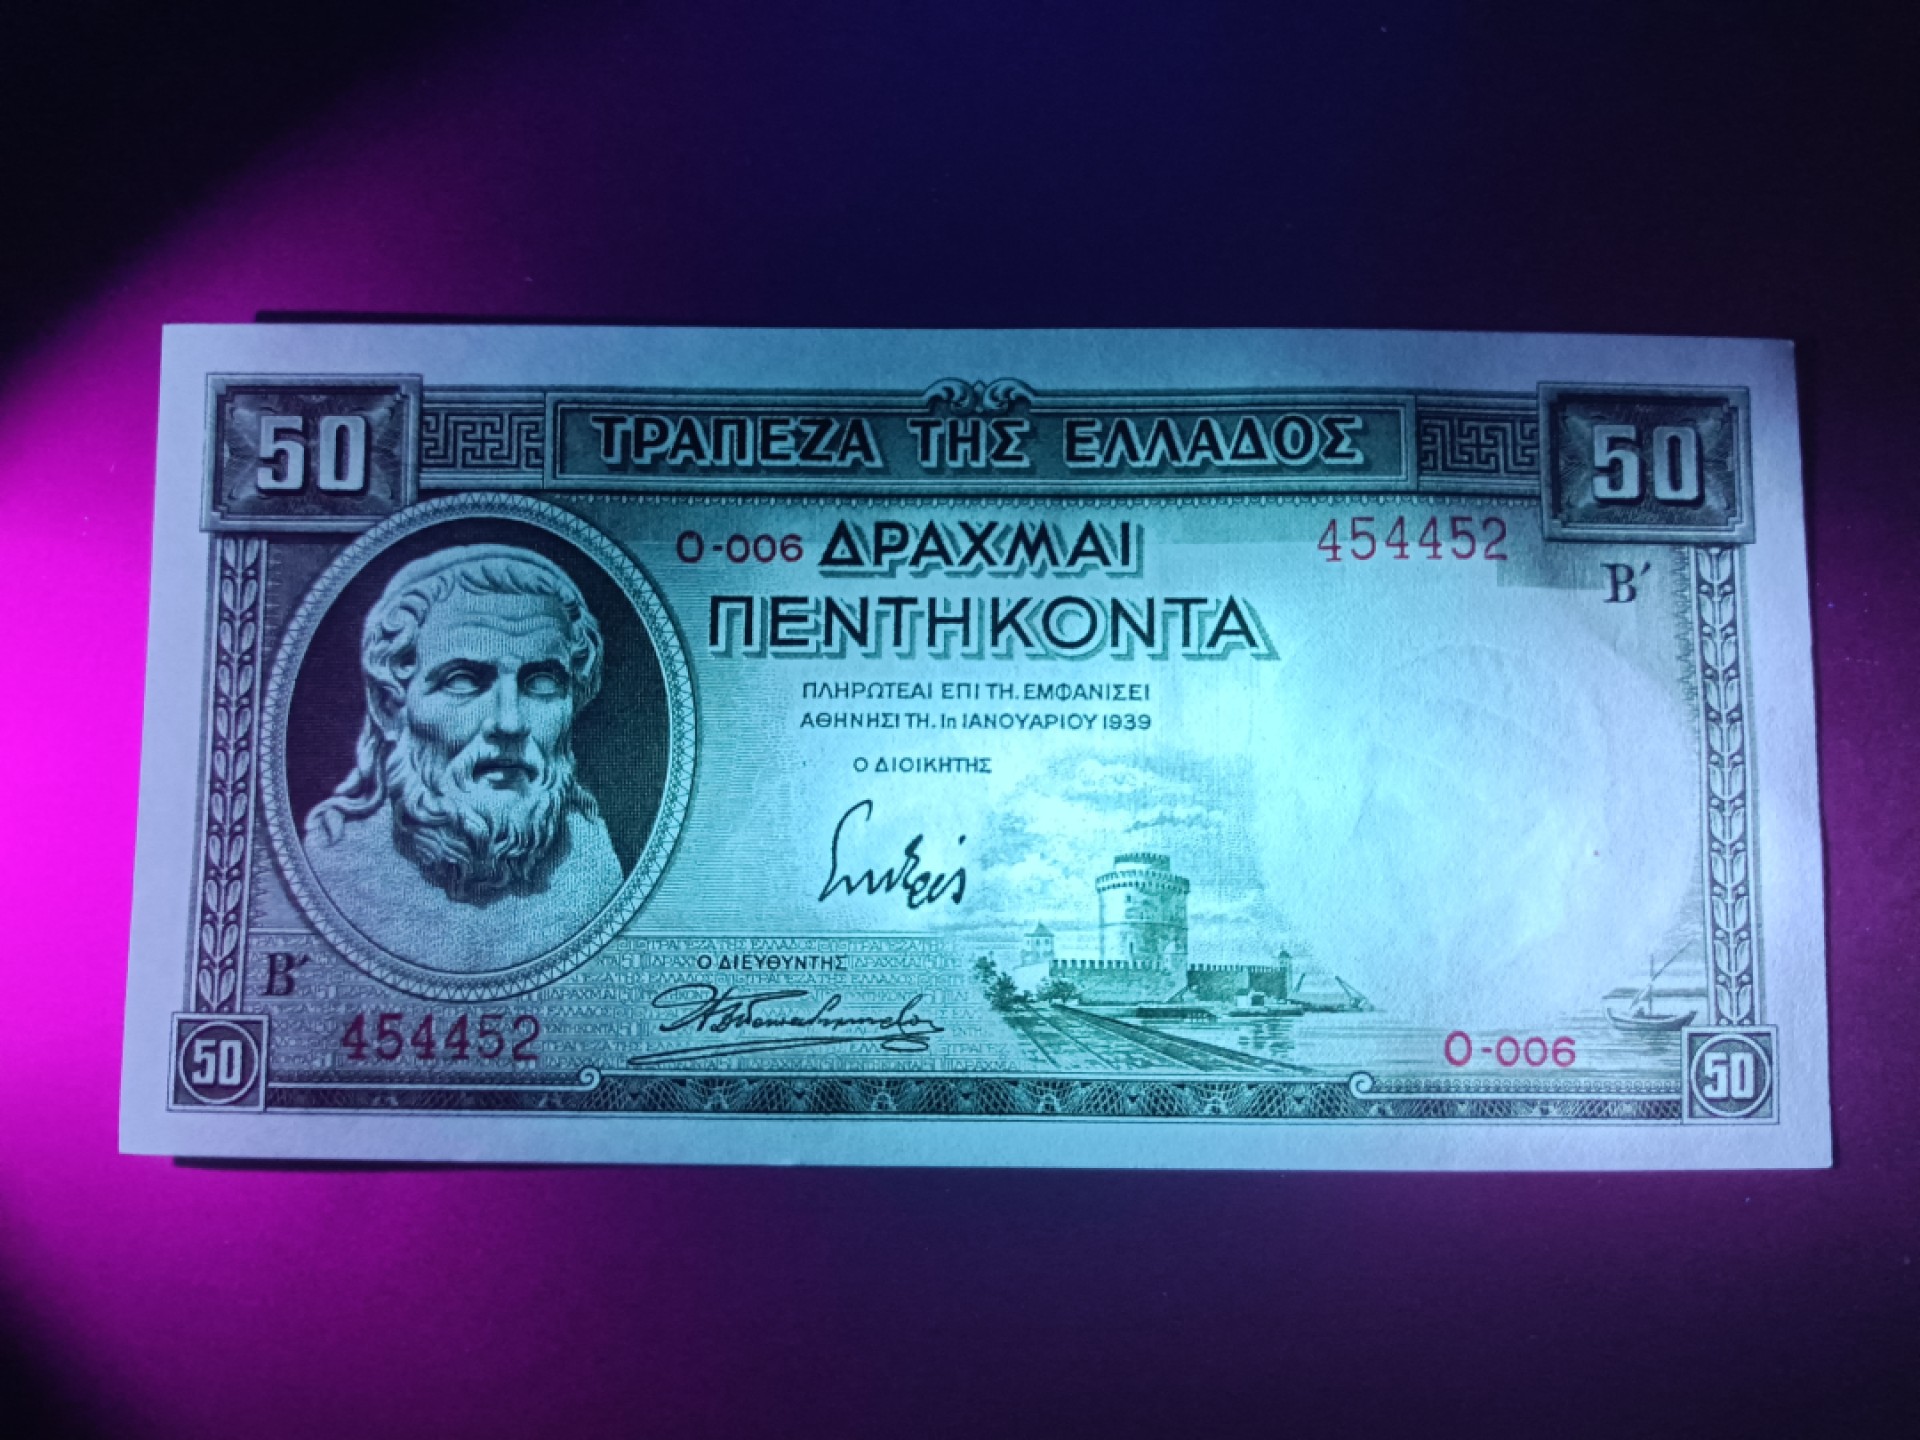 50 ΤΡΑΠΕΖΑ ΤΗΣ ΕΛΛΑΔΟΣ 50
Ο-006 ΔΡΑΧΜΑΙ 454452
ΠΕΝΤΗΚΟΝΤΑ Β΄
ΠΛΗΡΩΤΕΑΙ ΕΠΙ ΤΗ. ΕΜΦΑΝΙΣΕΙ
ΑΘΗΝΗΣΙ ΤΗ. 1η ΙΑΝΟΥΑΡΙΟΥ 1939
Ο ΔΙΟΙΚΗΤΗΣ
Β΄ Ο ΔΙΕΥΘΥΝΤΗΣ
454452 Ο-006
50 50